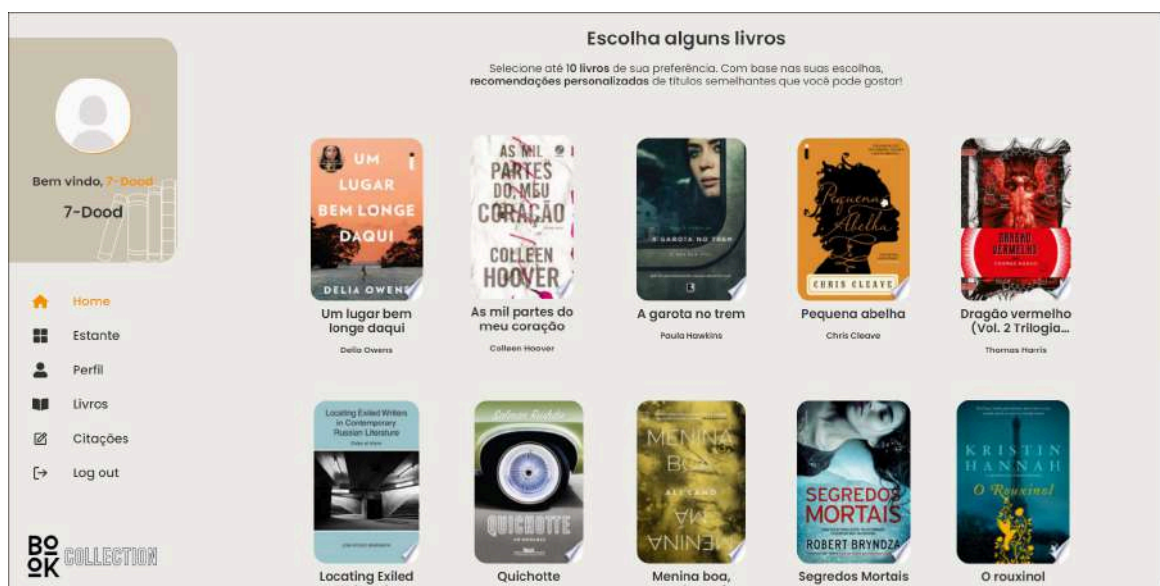 Escolha alguns livros
Selecione até 10 livros de sua preferência. Com base nas suas escolhas,
recomendações personalizadas de títulos semelhantes que você pode gostar!
Bem vindo, 7-Dood
7-Dood
Home
Estante
Perfil
Livros
Citações
Log out
BOOK COLLECTION
UM
LUGAR
BEM LONGE
DAQUI
DELIA OWENS
Um lugar bem
longe daqui
Delia Owens
AS MIL
PARTES
DO MEU
CORAÇÃO
COLLEEN
HOOVER
As mil partes do
meu coração
Colleen Hoover
A GAROTA NO TREM
A garota no trem
Paula Hawkins
Pequena
Abelha
CHRIS CLEAVE
Pequena abelha
Chris Cleave
DRAGÃO
VERMELHO
THOMAS HARRIS
Dragão vermelho
(Vol. 2 Trilogia...
Thomas Harris
Locating Exiled Writers
in Contemporary
Russian Literature
Locating Exiled
Salman Rushdie
QUICHOTTE
Quichotte
MENINA
BOA
ALI LAND
MÁ
MENINA
Menina boa,
SEGREDOS
MORTAIS
ROBERT BRYNDZA
Segredos Mortais
KRISTIN
HANNAH
O Rouxinol
O rouxinol